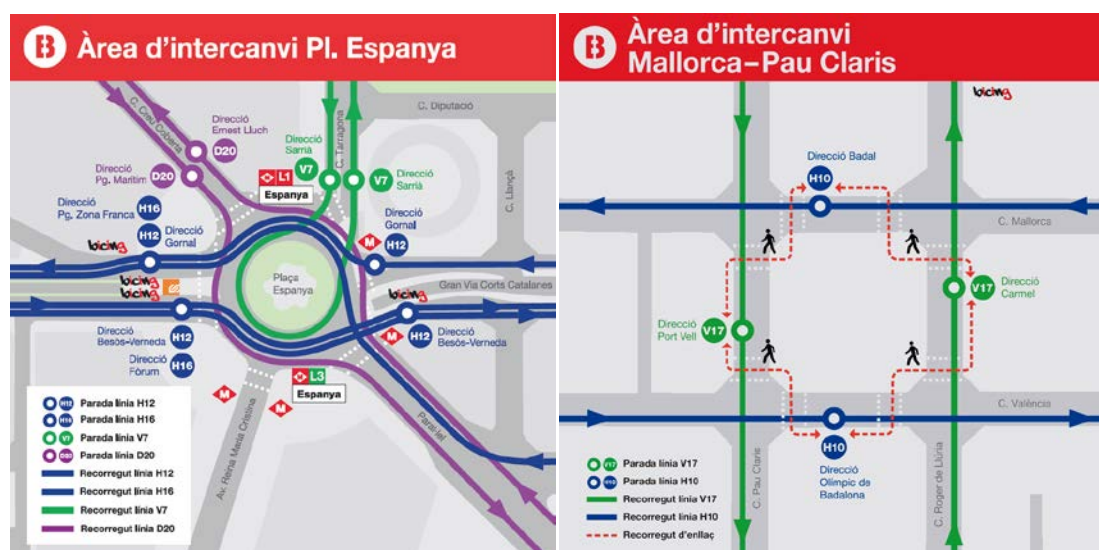 B Àrea d'intercanvi Pl. Espanya
C. Creu Coberta
Direcció
Ernest Lluch
D20
Direcció
Pg. Marítim
D20
Direcció
Sarrià
V7
C. Tarragona
C. Diputació
V7
Direcció
Sarrià
L1
Espanya
C. Llançà
Direcció
Pg. Zona Franca
H16
H12
Direcció
Gornal
bicing
Direcció
Gornal
M
H12
Plaça
Espanya
Gran Via Corts Catalanes
bicing
bicing
bicing
H12
Direcció
Besòs-Verneda
Direcció
Fòrum
H16
M
H12
Direcció
Besòs-Verneda
L3
Espanya
M
M
Av. Reina Maria Cristina
Paral·lel
H12 Parada línia H12
H16 Parada línia H16
V7 Parada línia V7
D20 Parada línia D20
Recorregut línia H12
Recorregut línia H16
Recorregut línia V7
Recorregut línia D20
B Àrea d'intercanvi
Mallorca–Pau Claris
bicing
Direcció Badal
H10
C. Mallorca
V17
Direcció
Carmel
Direcció
Port Vell
V17
C. València
H10
Direcció
Olímpic de
Badalona
C. Pau Claris
C. Roger de Llúria
V17 Parada línia V17
H10 Parada línia H10
Recorregut línia V17
Recorregut línia H10
Recorregut d'enllaç